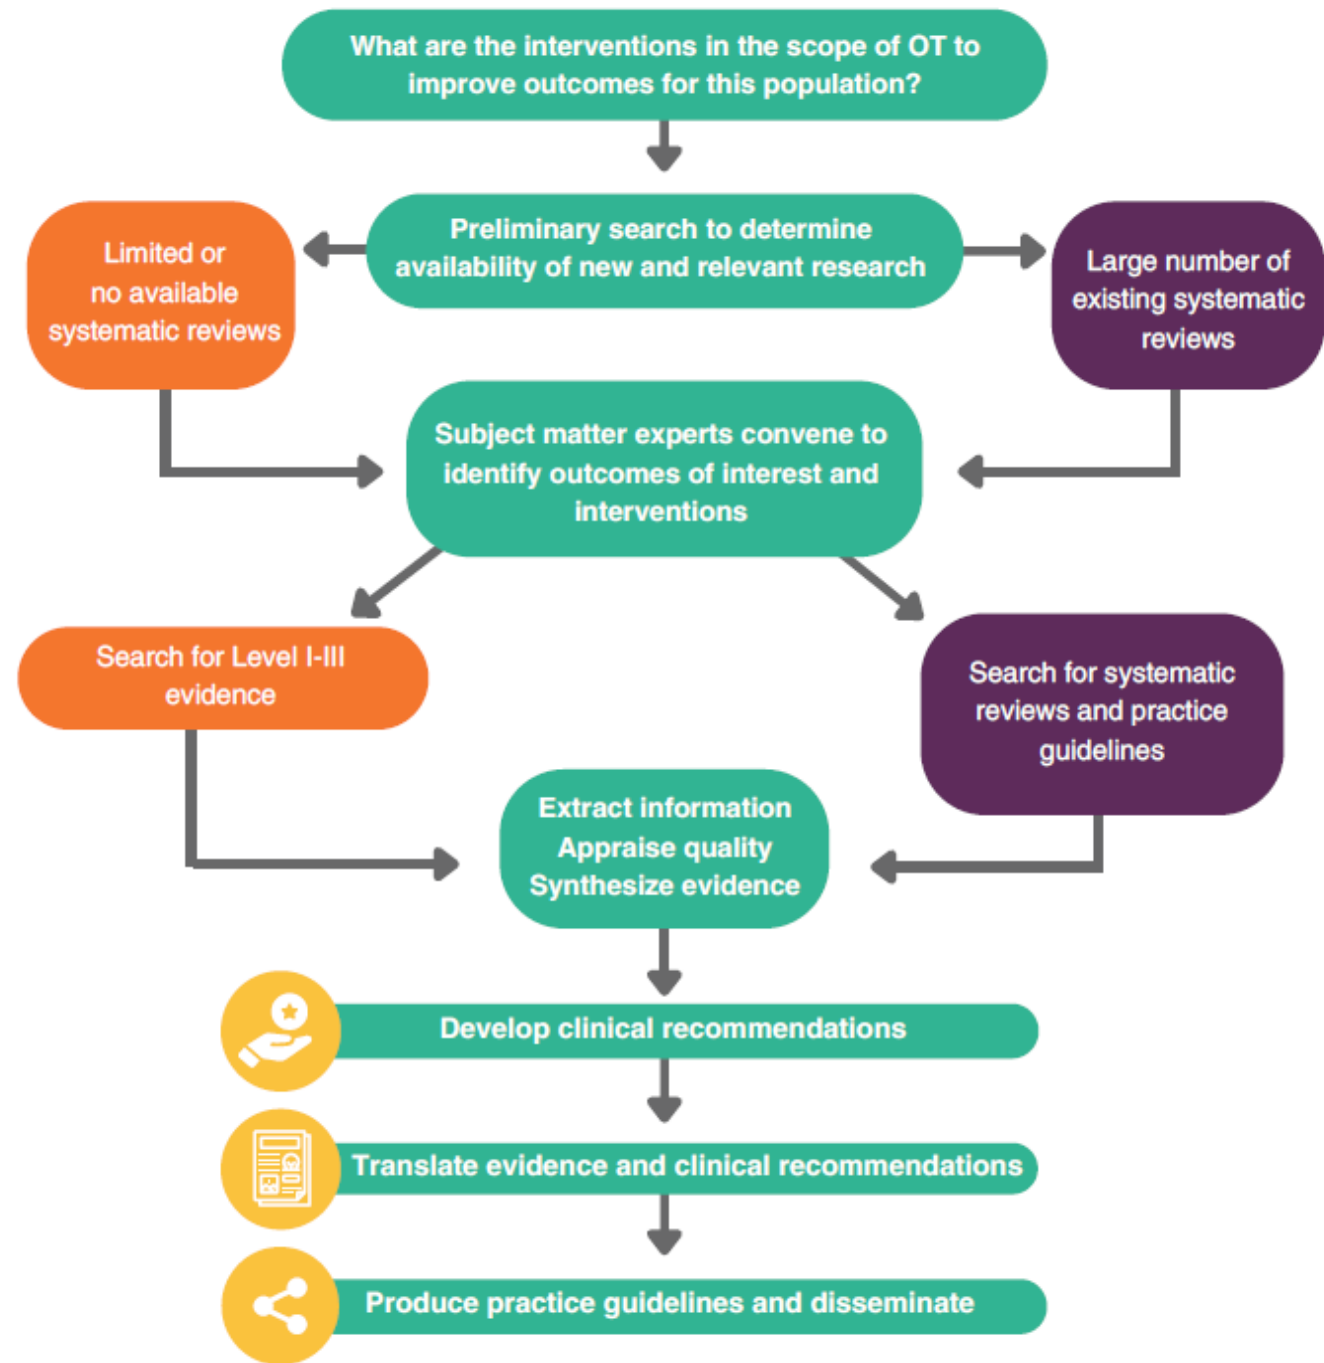 What are the interventions in the scope of OT to
improve outcomes for this population?
Preliminary search to determine
availability of new and relevant research
Limited or
no available
systematic reviews
Large number of
existing systematic
reviews
Subject matter experts convene to
identify outcomes of interest and
interventions
Search for Level I-III
evidence
Search for systematic
reviews and practice
guidelines
Extract information
Appraise quality
Synthesize evidence
Develop clinical recommendations
Translate evidence and clinical recommendations
Produce practice guidelines and disseminate